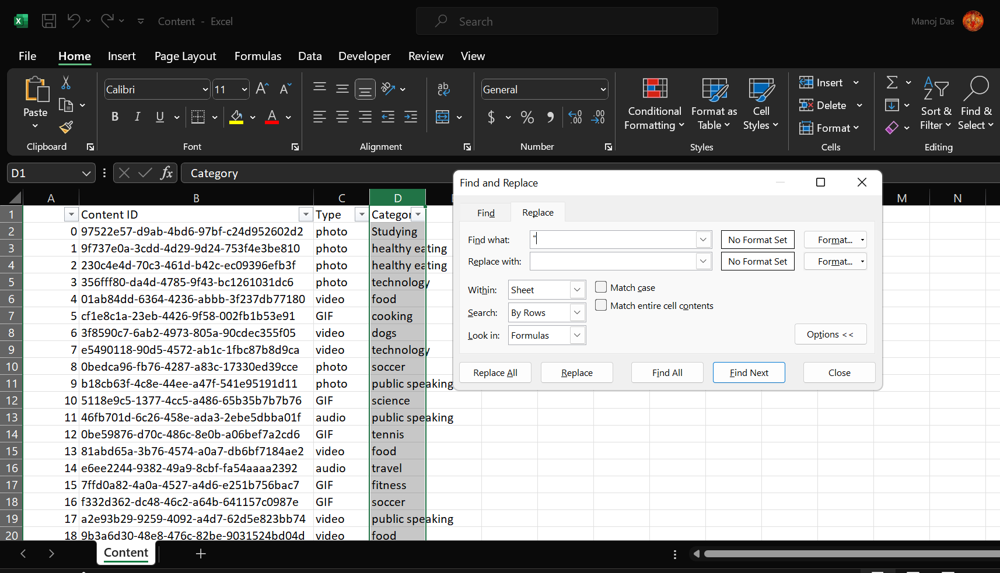 Content - Excel
Search
Manoj Das
File Home Insert Page Layout Formulas Data Developer Review View
Paste
Clipboard
Calibri 11
B I U
Font
Alignment
General
$ % 
Number
Conditional Formatting
Format as Table
Cell Styles
Styles
Insert
Delete
Format
Cells
Sort & Filter
Find & Select
Editing
D1
fx
Category
Find and Replace
Find Replace
Find what: "
No Format Set Format...
Replace with:
No Format Set Format...
Within: Sheet
Match case
Match entire cell contents
Search: By Rows
Look in: Formulas
Options <<
Replace All Replace Find All Find Next Close
A B C D M N
1 Content ID Type Categor
2 0 97522e57-d9ab-4bd6-97bf-c24d952602d2 photo Studying
3 1 9f737e0a-3cdd-4d29-9d24-753f4e3be810 photo healthy eating
4 2 230c4e4d-70c3-461d-b42c-ec09396efb3f photo healthy eating
5 3 356fff80-da4d-4785-9f43-bc1261031dc6 photo technology
6 4 01ab84dd-6364-4236-abbb-3f237db77180 video food
7 5 cf1e8c1a-23eb-4426-9f58-002fb1b53e91 GIF cooking
8 6 3f8590c7-6ab2-4973-805a-90cdec355f05 video dogs
9 7 e5490118-90d5-4572-ab1c-1fbc87b8d9ca video technology
10 8 0bedca96-fb76-4287-a83c-17330ed39cce photo soccer
11 9 b18cb63f-4c8e-44ee-a47f-541e95191d11 photo public speaking
12 10 5118e9c5-1377-4cc5-a486-65b35b7b7b76 GIF science
13 11 46fb701d-6c26-458e-ada3-2ebe5dbba01f audio public speaking
14 12 0be59876-d70c-486c-8e0b-a06bef7a2cd6 GIF tennis
15 13 81abd65a-3b76-4574-a0a7-db6bf7184ae2 video food
16 14 e6ee2244-9382-49a9-8cbf-fa54aaaa2392 audio travel
17 15 7ffd0a82-4a0a-4527-a4d6-e251b756bac7 GIF fitness
18 16 f332d362-dc48-46c2-a64b-641157c0987e GIF soccer
19 17 a2e93b29-9259-4092-a4d7-62d5e823bb74 video public speaking
20 18 9b3a6d30-48e8-476c-82be-9031524bd04d video food
Content